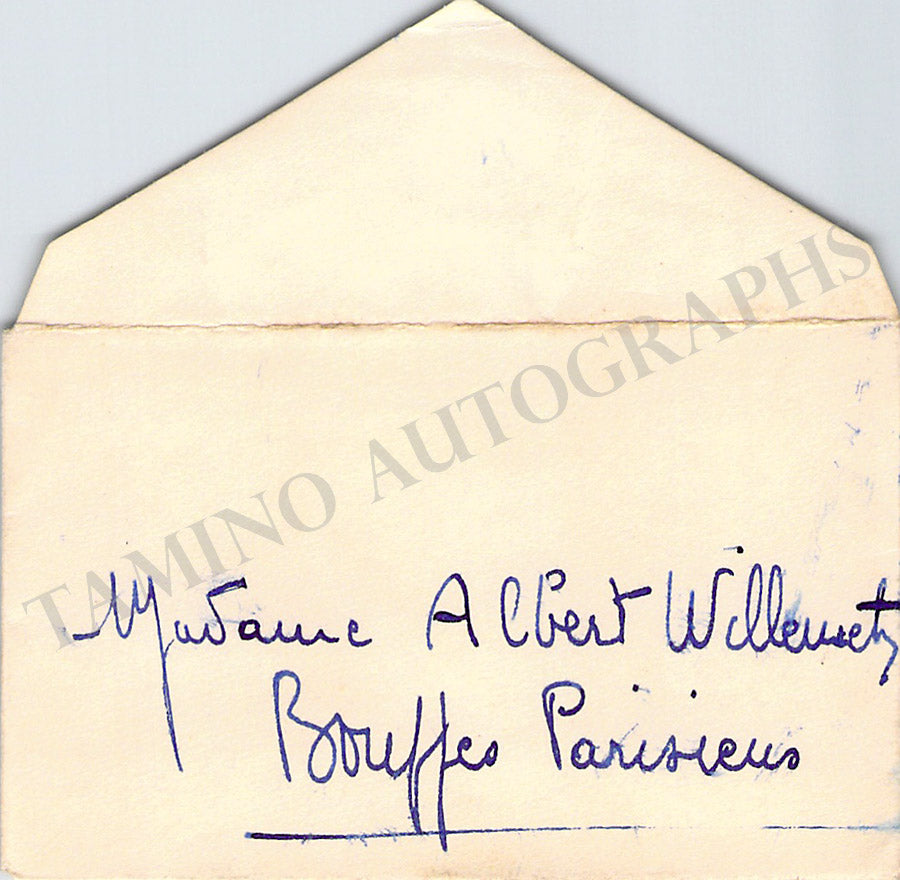 TAMINO AUTOGRAPHS
Madame Albert Willemetz
Bouffes Parisiens